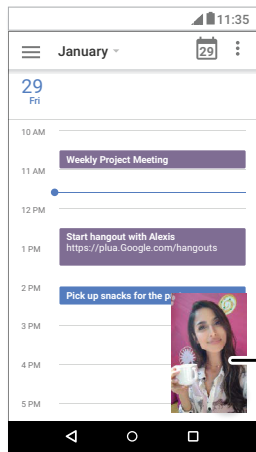 11:35
January
29
29
Fri
10 AM
Weekly Project Meeting
11 AM
12 PM
Start hangout with Alexis
https://plua.Google.com/hangouts
1 PM
2 PM
Pick up snacks for the
3 PM
4 PM
5 PM